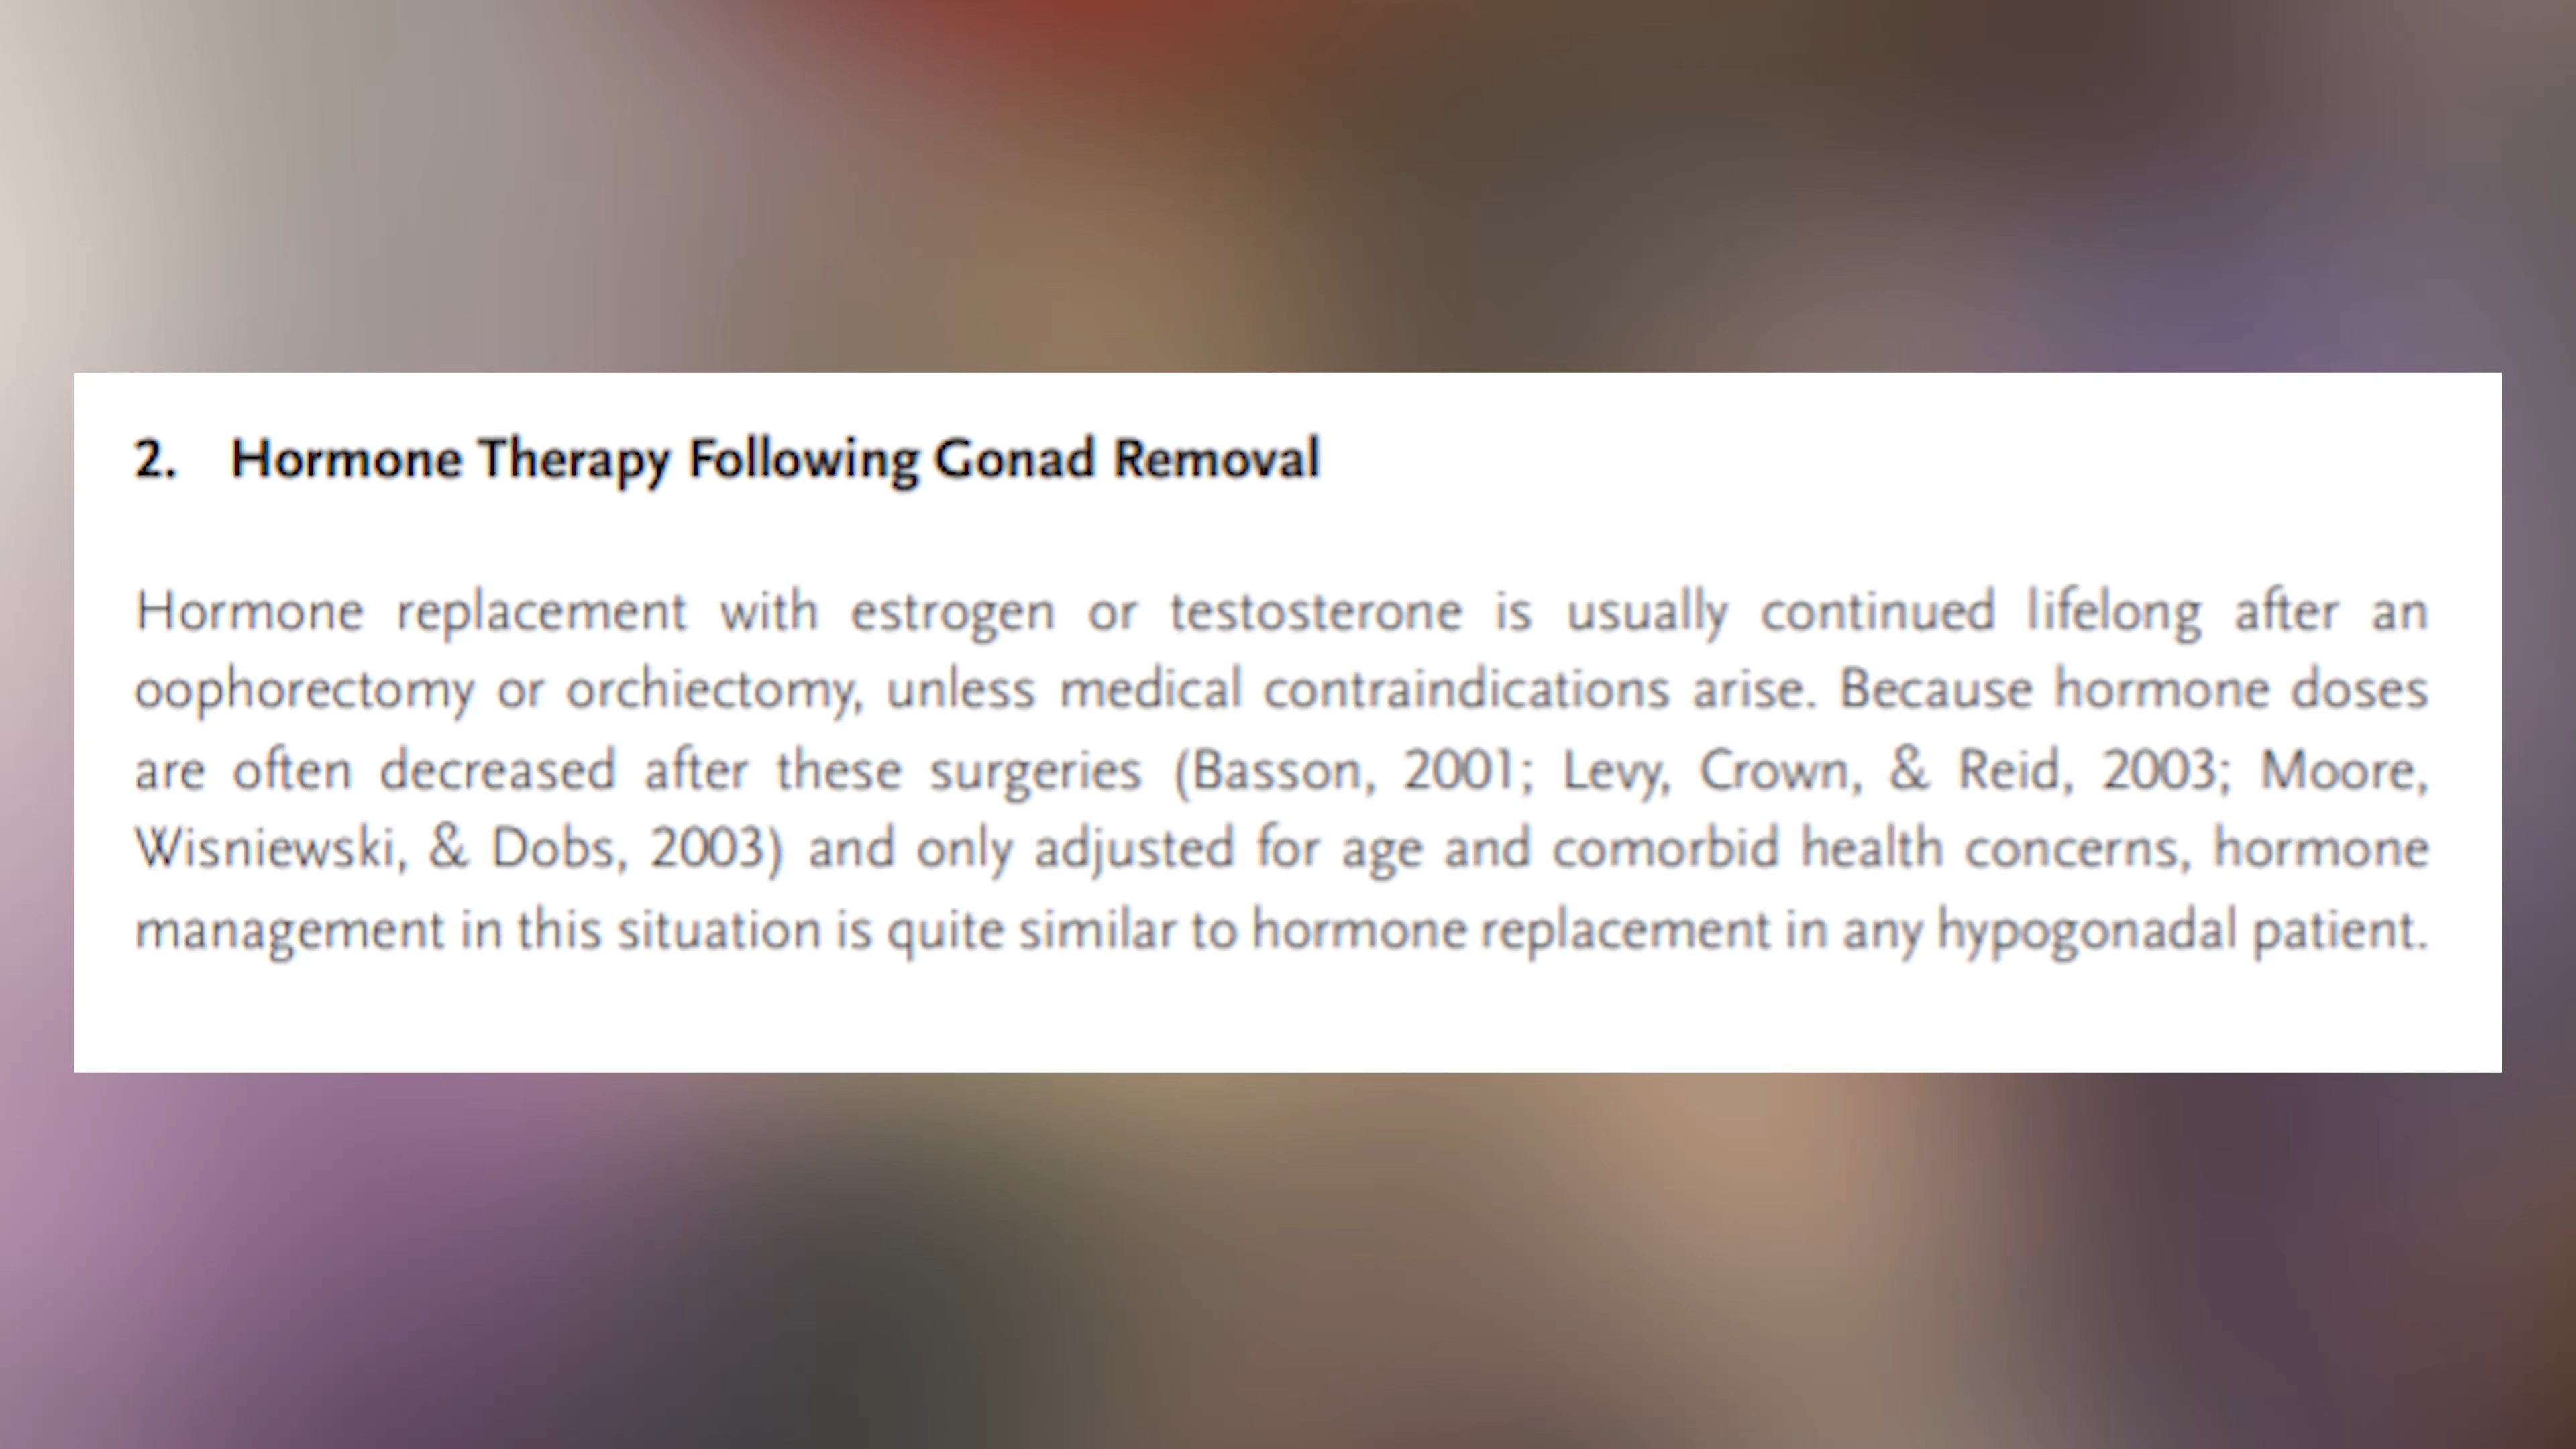 2. Hormone Therapy Following Gonad Removal
Hormone replacement with estrogen or testosterone is usually continued lifelong after an
oophorectomy or orchiectomy, unless medical contraindications arise. Because hormone doses
are often decreased after these surgeries (Basson, 2001; Levy, Crown, & Reid, 2003; Moore,
Wisniewski, & Dobs, 2003) and only adjusted for age and comorbid health concerns, hormone
management in this situation is quite similar to hormone replacement in any hypogonadal patient.